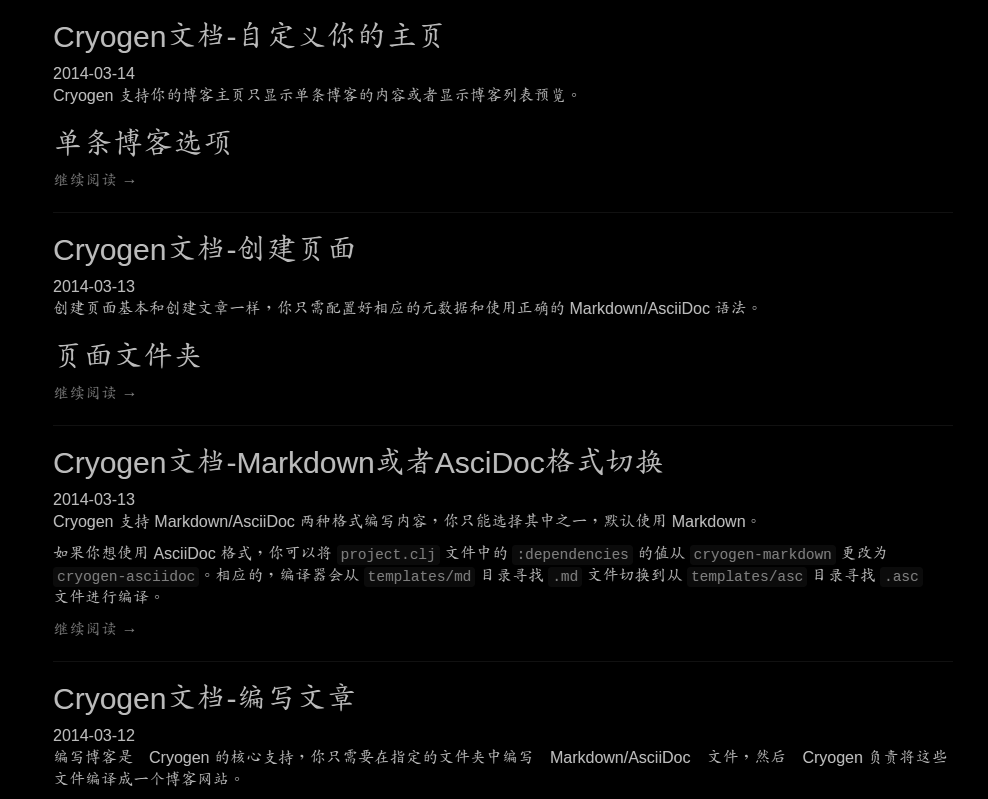 Cryogen文档-自定义你的主页
2014-03-14
Cryogen 支持你的博客主页只显示单条博客的内容或者显示博客列表预览。
单条博客选项
继续阅读 →
Cryogen文档-创建页面
2014-03-13
创建页面基本和创建文章一样，你只需配置好相应的元数据和使用正确的 Markdown/AsciiDoc 语法。
页面文件夹
继续阅读 →
Cryogen文档-Markdown或者AsciDoc格式切换
2014-03-13
Cryogen 支持 Markdown/AsciiDoc 两种格式编写内容，你只能选择其中之一，默认使用 Markdown。
如果你想使用 AsciiDoc 格式，你可以将 project.clj 文件中的 :dependencies 的值从 cryogen-markdown 更改为
cryogen-asciidoc。相应的，编译器会从 templates/md 目录寻找 .md 文件切换到从 templates/asc 目录寻找 .asc
文件进行编译。
继续阅读 →
Cryogen文档-编写文章
2014-03-12
编写博客是　Cryogen 的核心支持，你只需要在指定的文件夹中编写　Markdown/AsciiDoc　文件，然后　Cryogen 负责将这些
文件编译成一个博客网站。